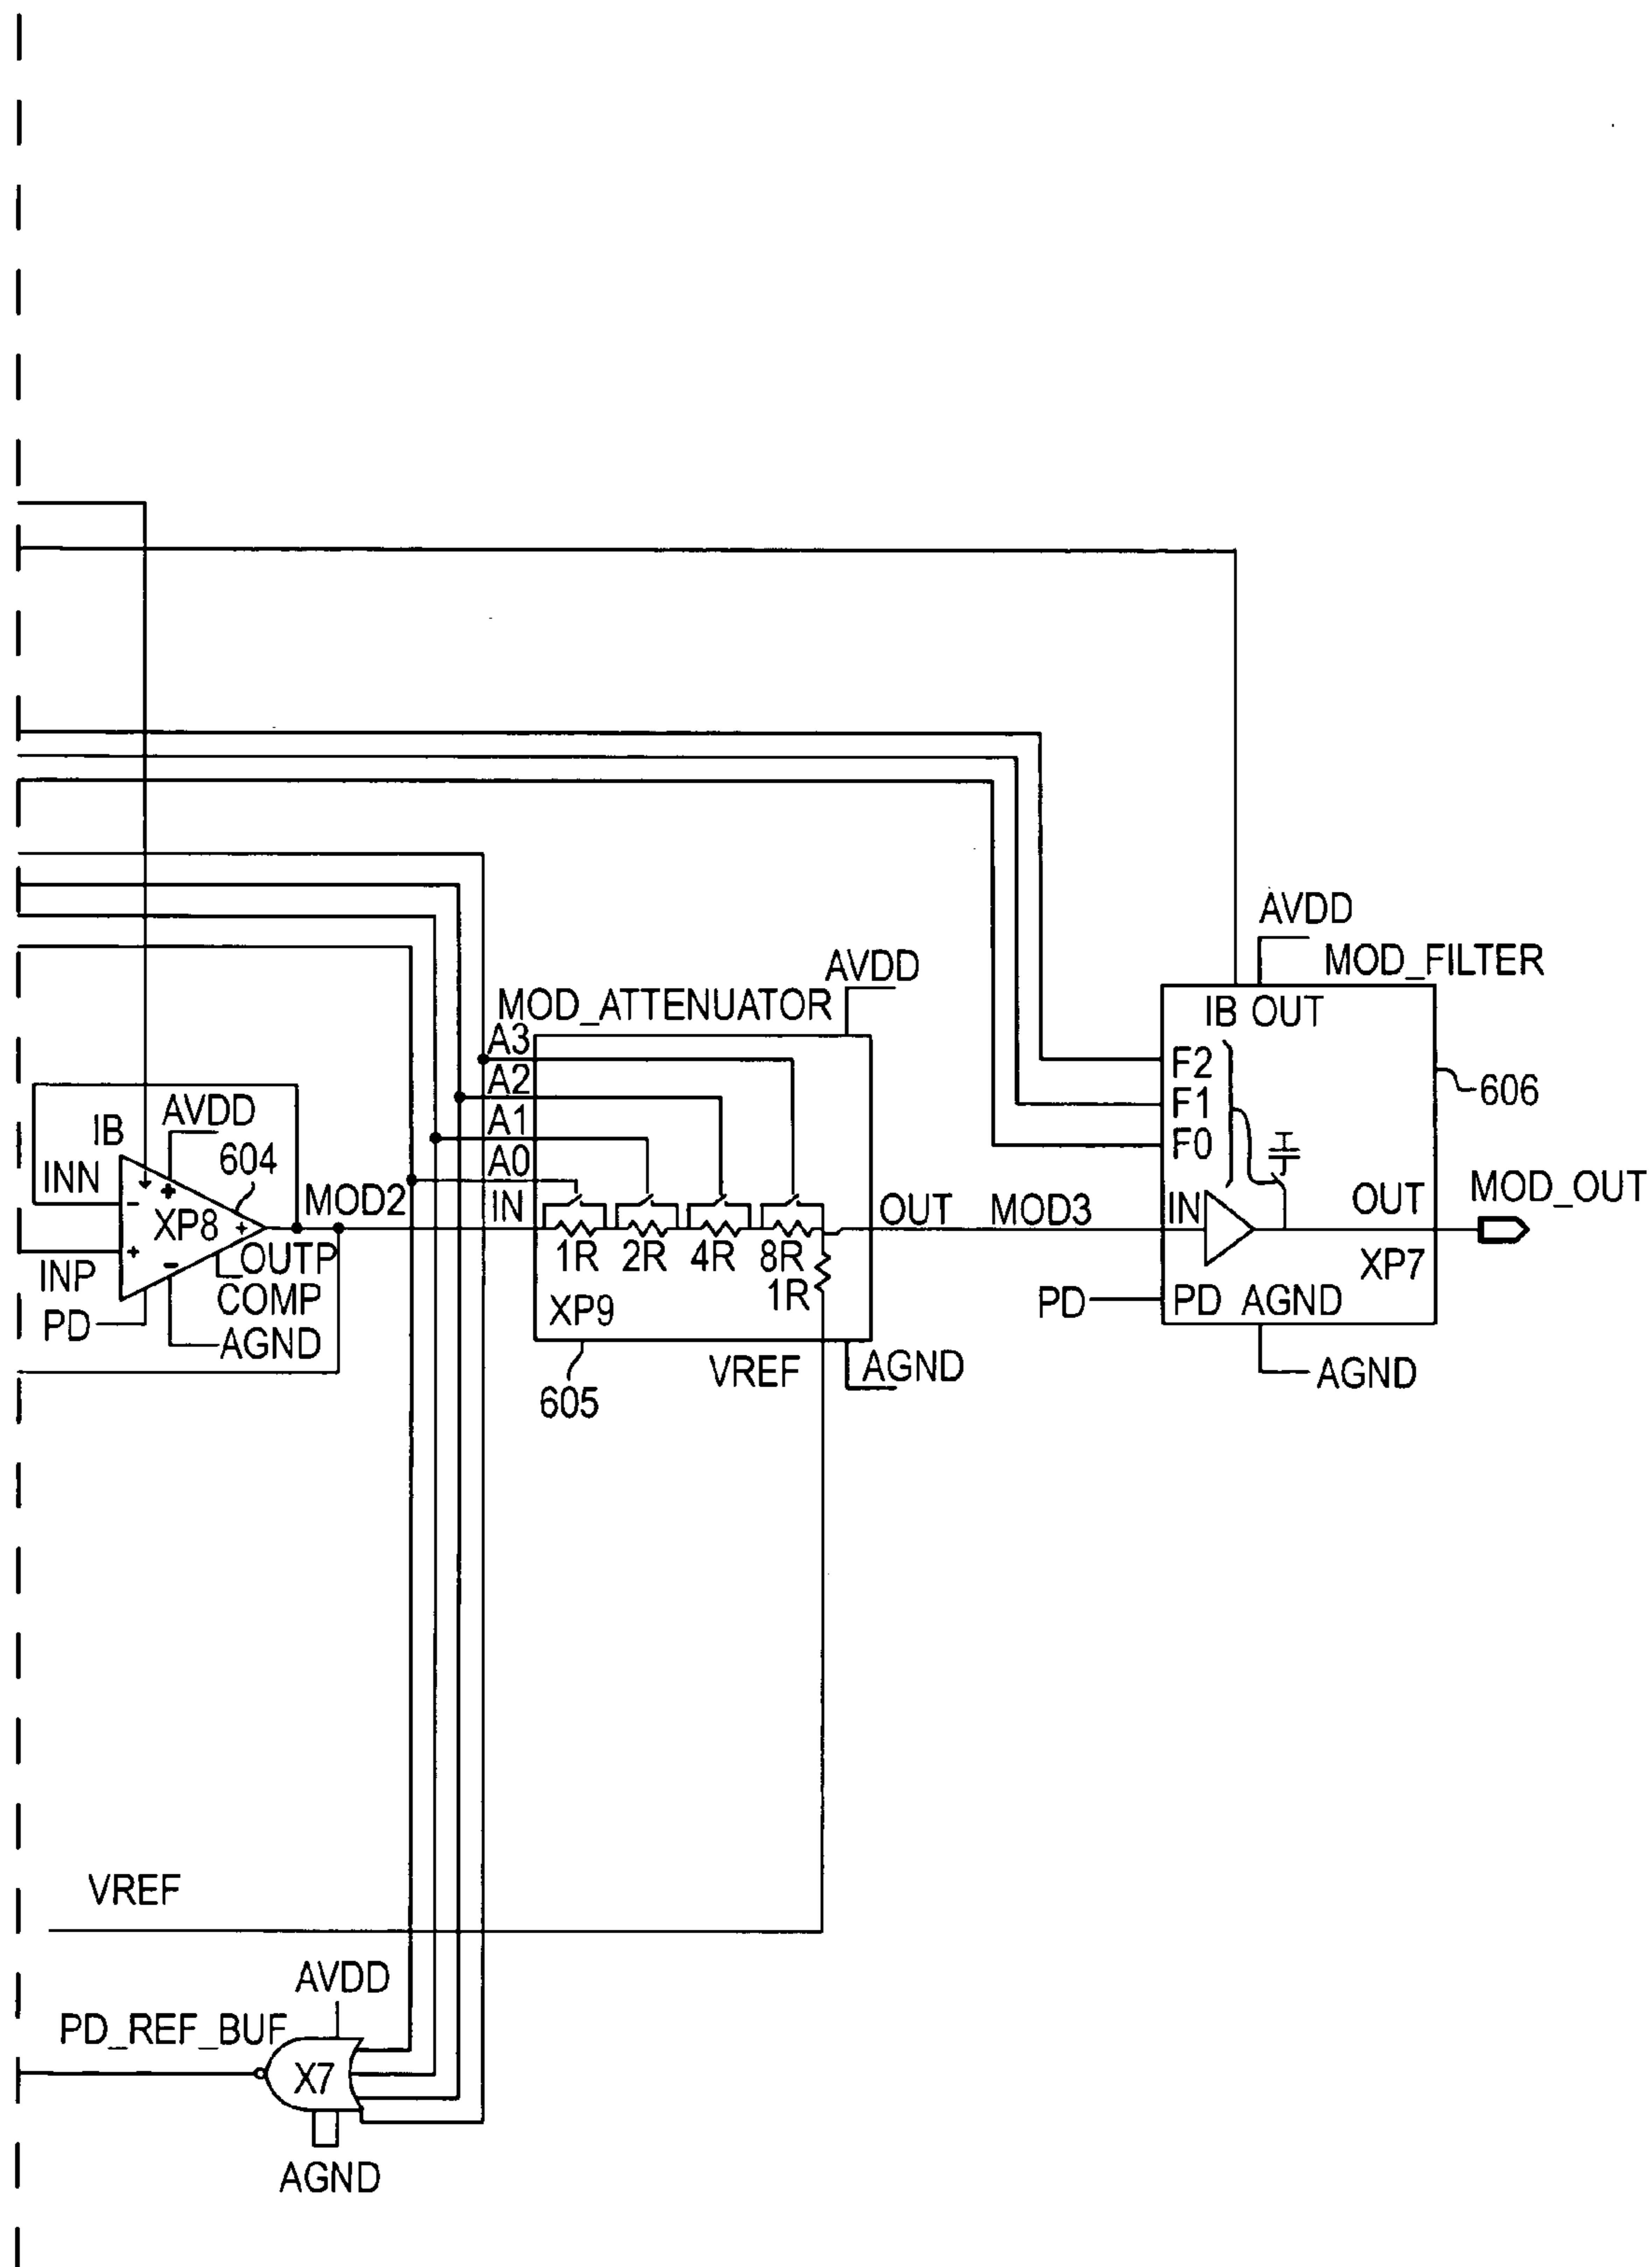 AVDD
MOD_FILTER
AVDD
MOD_ATTENUATOR
IB OUT
A3
F2
606
A2
F1
AVDD
IB
A1
F0
604
A0
INN
MOD2
IN
OUT
MOD3
IN
OUT
MOD_OUT
XP8
1R
2R
4R
8R
OUTP
INP
XP7
1R
COMP
XP9
PD
PD
PD AGND
AGND
VREF
AGND
AGND
605
VREF
AVDD
PD_REF_BUF
X7
AGND